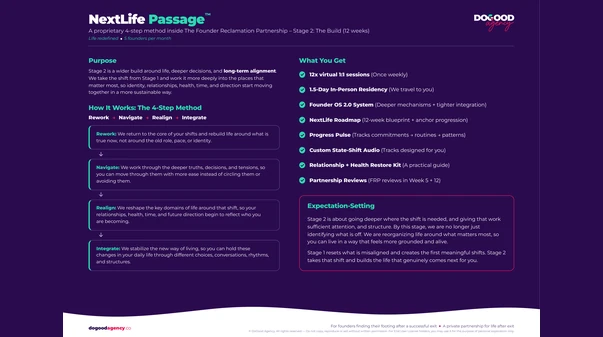 NextLife Passage™
DOGOOD
agency
A proprietary 4-step method inside The Founder Reclamation Partnership – Stage 2: The Build (12 weeks)
Life redefined • 5 founders per month
Purpose
Stage 2 is a wider build around life, deeper decisions, and long-term alignment.
We take the shift from Stage 1 and work it more deeply into the places that
matter most, so identity, relationships, health, time, and direction start moving
together in a more sustainable way.
How It Works: The 4-Step Method
Rework • Navigate • Realign • Integrate
Rework: We return to the core of your shifts and rebuild life around what is
true now, not around the old role, pace, or identity.
Navigate: We work through the deeper truths, decisions, and tensions, so
you can move through them with more ease instead of circling them or
avoiding them.
Realign: We reshape the key domains of life around that shift, so your
relationships, health, time, and future direction begin to reflect who you
are becoming.
Integrate: We stabilize the new way of living, so you can hold these
changes in your daily life through different choices, conversations, rhythms,
and structures.
What You Get
12x virtual 1:1 sessions (Once weekly)
1.5-Day In-Person Residency (We travel to you)
Founder OS 2.0 System (Deeper mechanisms + tighter integration)
NextLife Roadmap (12-week blueprint + anchor progress)
Progress Pulse (Tracks commitments + routines + patterns)
Custom State-Shift Audio (Tracks designed for you)
Relationship + Health Restore Kit (A practical guide)
Partnership Reviews (FRP reviews in Week 5 + 12)
Expectation-Setting
Stage 2 is about going deeper where the shift is needed, and giving that work
sufficient attention, and structure. By this stage, we are no longer just
identifying what is off. We are reorganizing life around what matters most, so
you can live in a way that feels more grounded and alive.
Stage 1 resets what is misaligned and creates the first meaningful shifts. Stage 2
takes that shift and builds the life that genuinely comes next for you.
dogoodagency.co
For founders finding their footing after a successful exit • A private partnership for life after exit